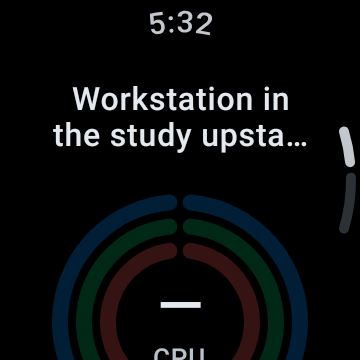 5:32
Workstation in
the study upsta…
—
CPU